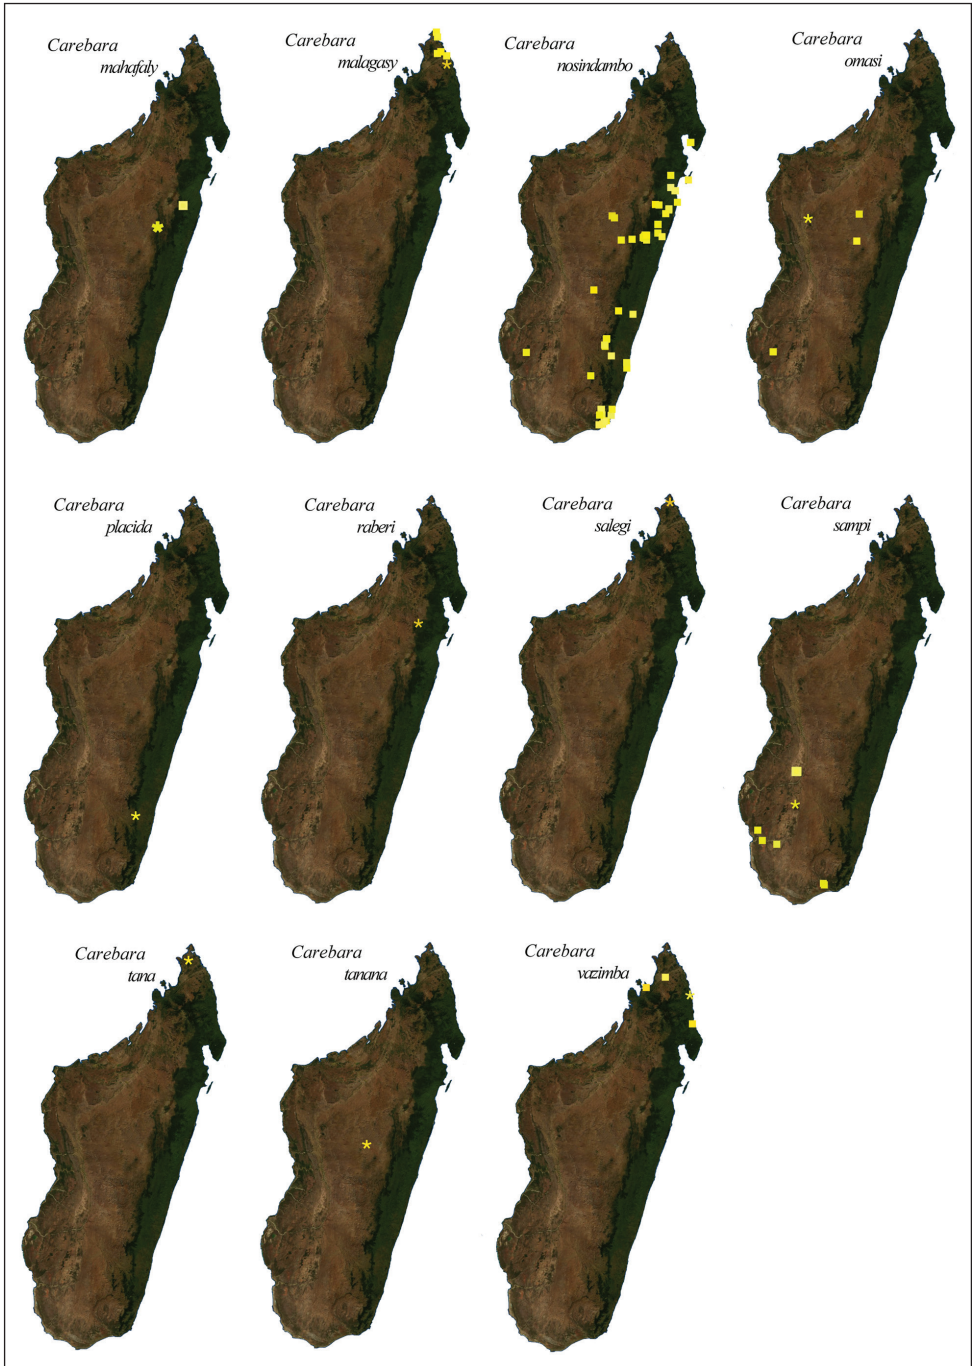 Carebara
mahafaly
Carebara
malagasy
Carebara
nosindambo
Carebara
omasi
Carebara
placida
Carebara
raberi
Carebara
salegi
Carebara
sampi
Carebara
tana
Carebara
tanana
Carebara
vazimba